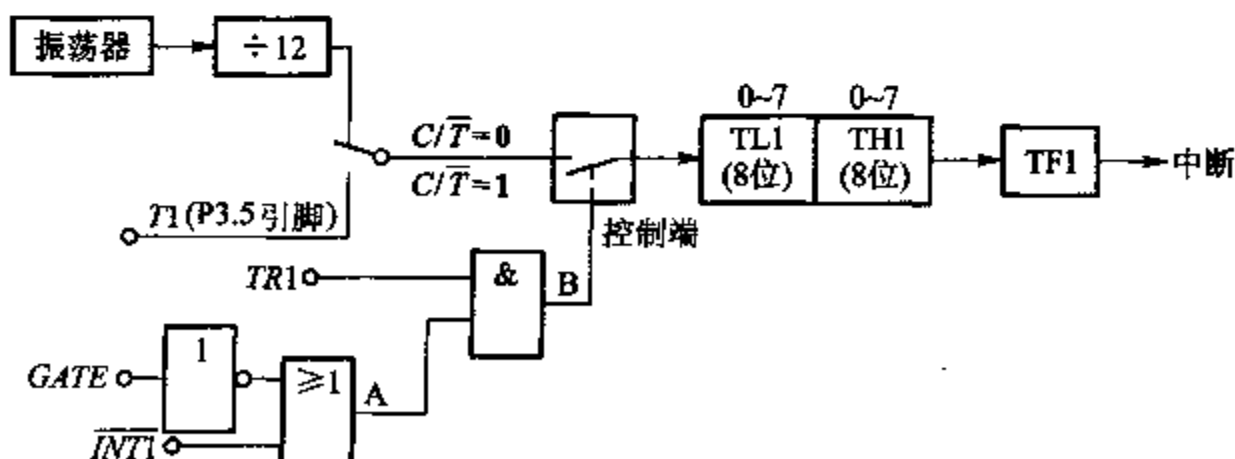 振荡器
÷12
0~7
0~7
C/T̅=0
C/T̅=1
TL1
(8位)
TH1
(8位)
TF1
中断
T1(P3.5引脚)
控制端
TR1
&
B
1
GATE
≥1
A
I̅N̅T̅1̅